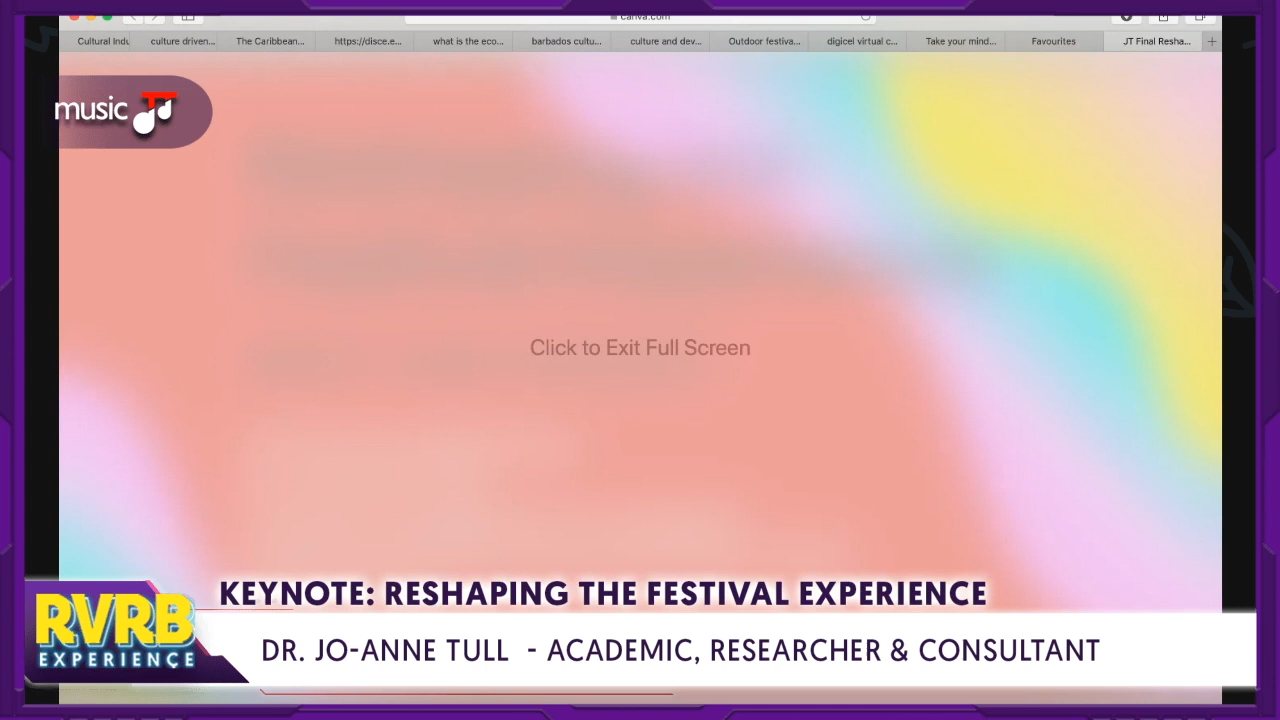 canva.com
Cultural Indu
culture driven...
The Caribbean...
https://disce.e...
what is the eco...
barbados cultu...
culture and dev...
Outdoor festiva...
digicel virtual c...
Take your mind...
Favourites
JT Final Resha...
music TT
Click to Exit Full Screen
KEYNOTE: RESHAPING THE FESTIVAL EXPERIENCE
RVRB
EXPERIENCE
DR. JO-ANNE TULL - ACADEMIC, RESEARCHER & CONSULTANT